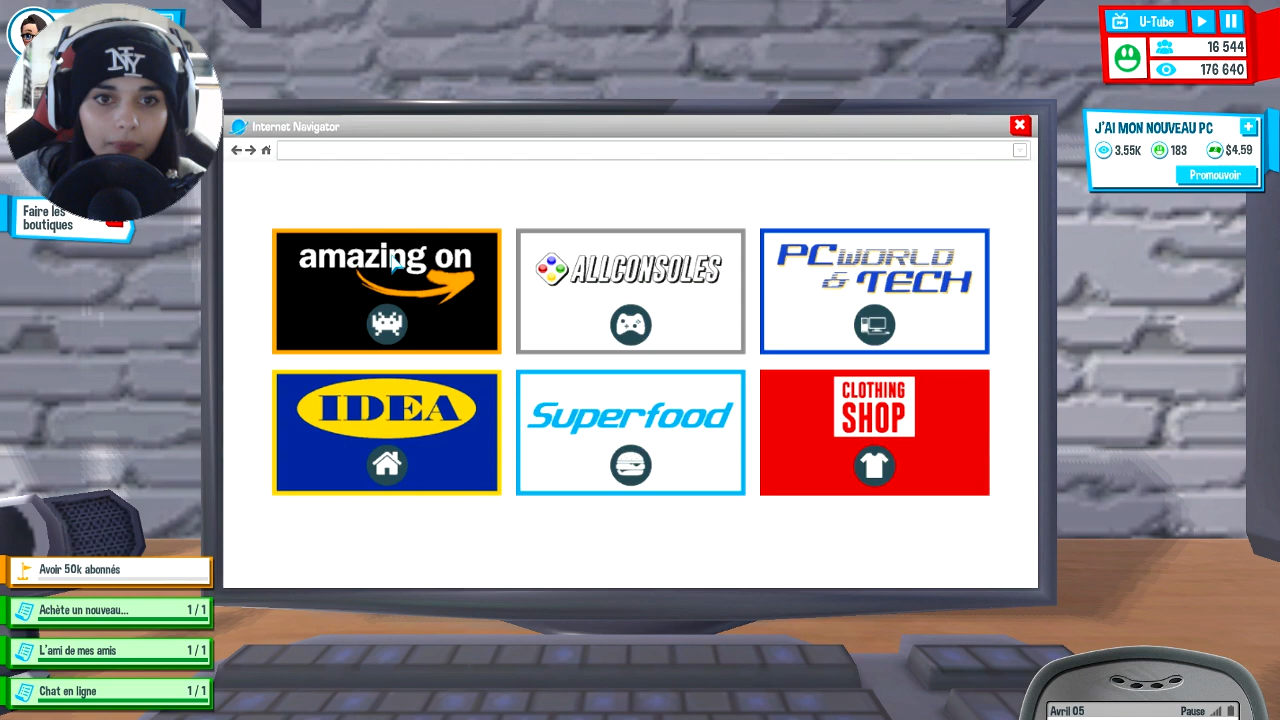 NY
U-Tube
16 544
176 640
J'AI MON NOUVEAU PC
3.55K 183 $4.59
Promouvoir
Internet Navigator
Faire les
boutiques
amazing on
ALLCONSOLES
PC WORLD
& TECH
IDEA
Superfood
CLOTHING
SHOP
Avoir 50k abonnés
Achète un nouveau... 1 / 1
L'ami de mes amis 1 / 1
Chat en ligne 1 / 1
Avril 05 Pause